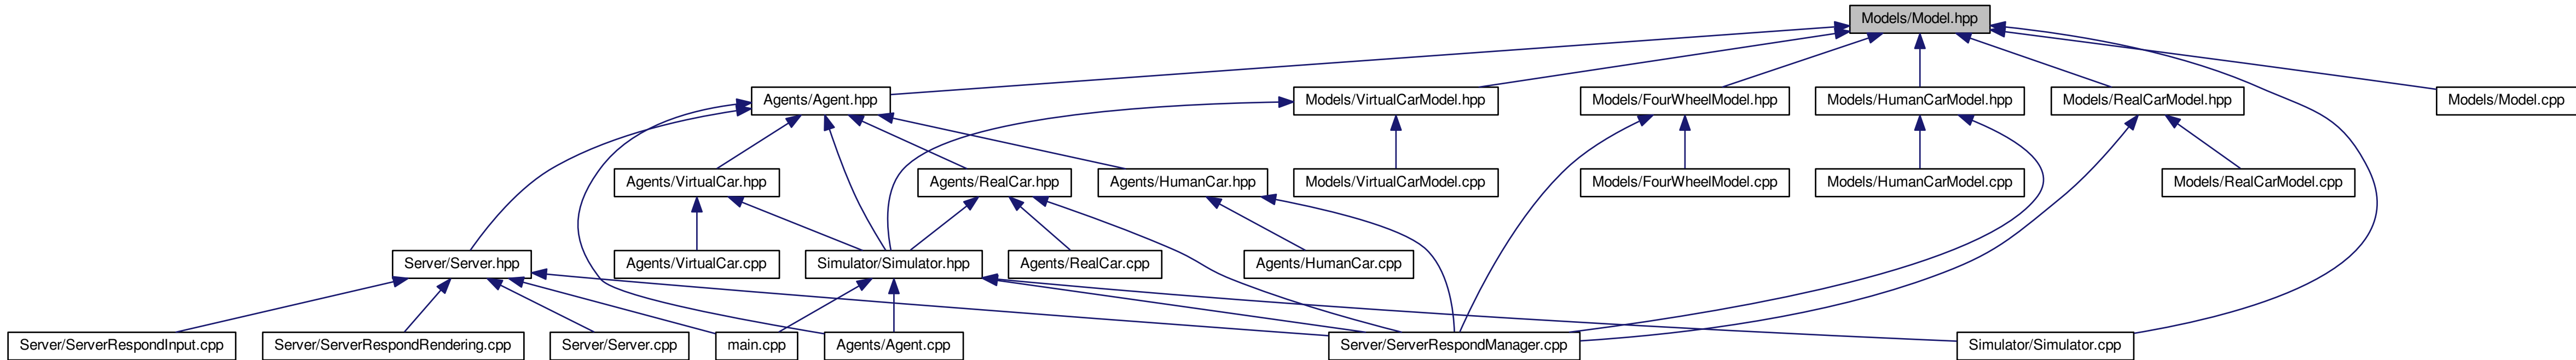 Models/Model.hpp
Agents/Agent.hpp
Models/VirtualCarModel.hpp
Models/FourWheelModel.hpp
Models/HumanCarModel.hpp
Models/RealCarModel.hpp
Models/Model.cpp
Agents/VirtualCar.hpp
Agents/RealCar.hpp
Agents/HumanCar.hpp
Models/VirtualCarModel.cpp
Models/FourWheelModel.cpp
Models/HumanCarModel.cpp
Models/RealCarModel.cpp
Server/Server.hpp
Agents/VirtualCar.cpp
Simulator/Simulator.hpp
Agents/RealCar.cpp
Agents/HumanCar.cpp
Server/ServerRespondInput.cpp
Server/ServerRespondRendering.cpp
Server/Server.cpp
main.cpp
Agents/Agent.cpp
Server/ServerRespondManager.cpp
Simulator/Simulator.cpp